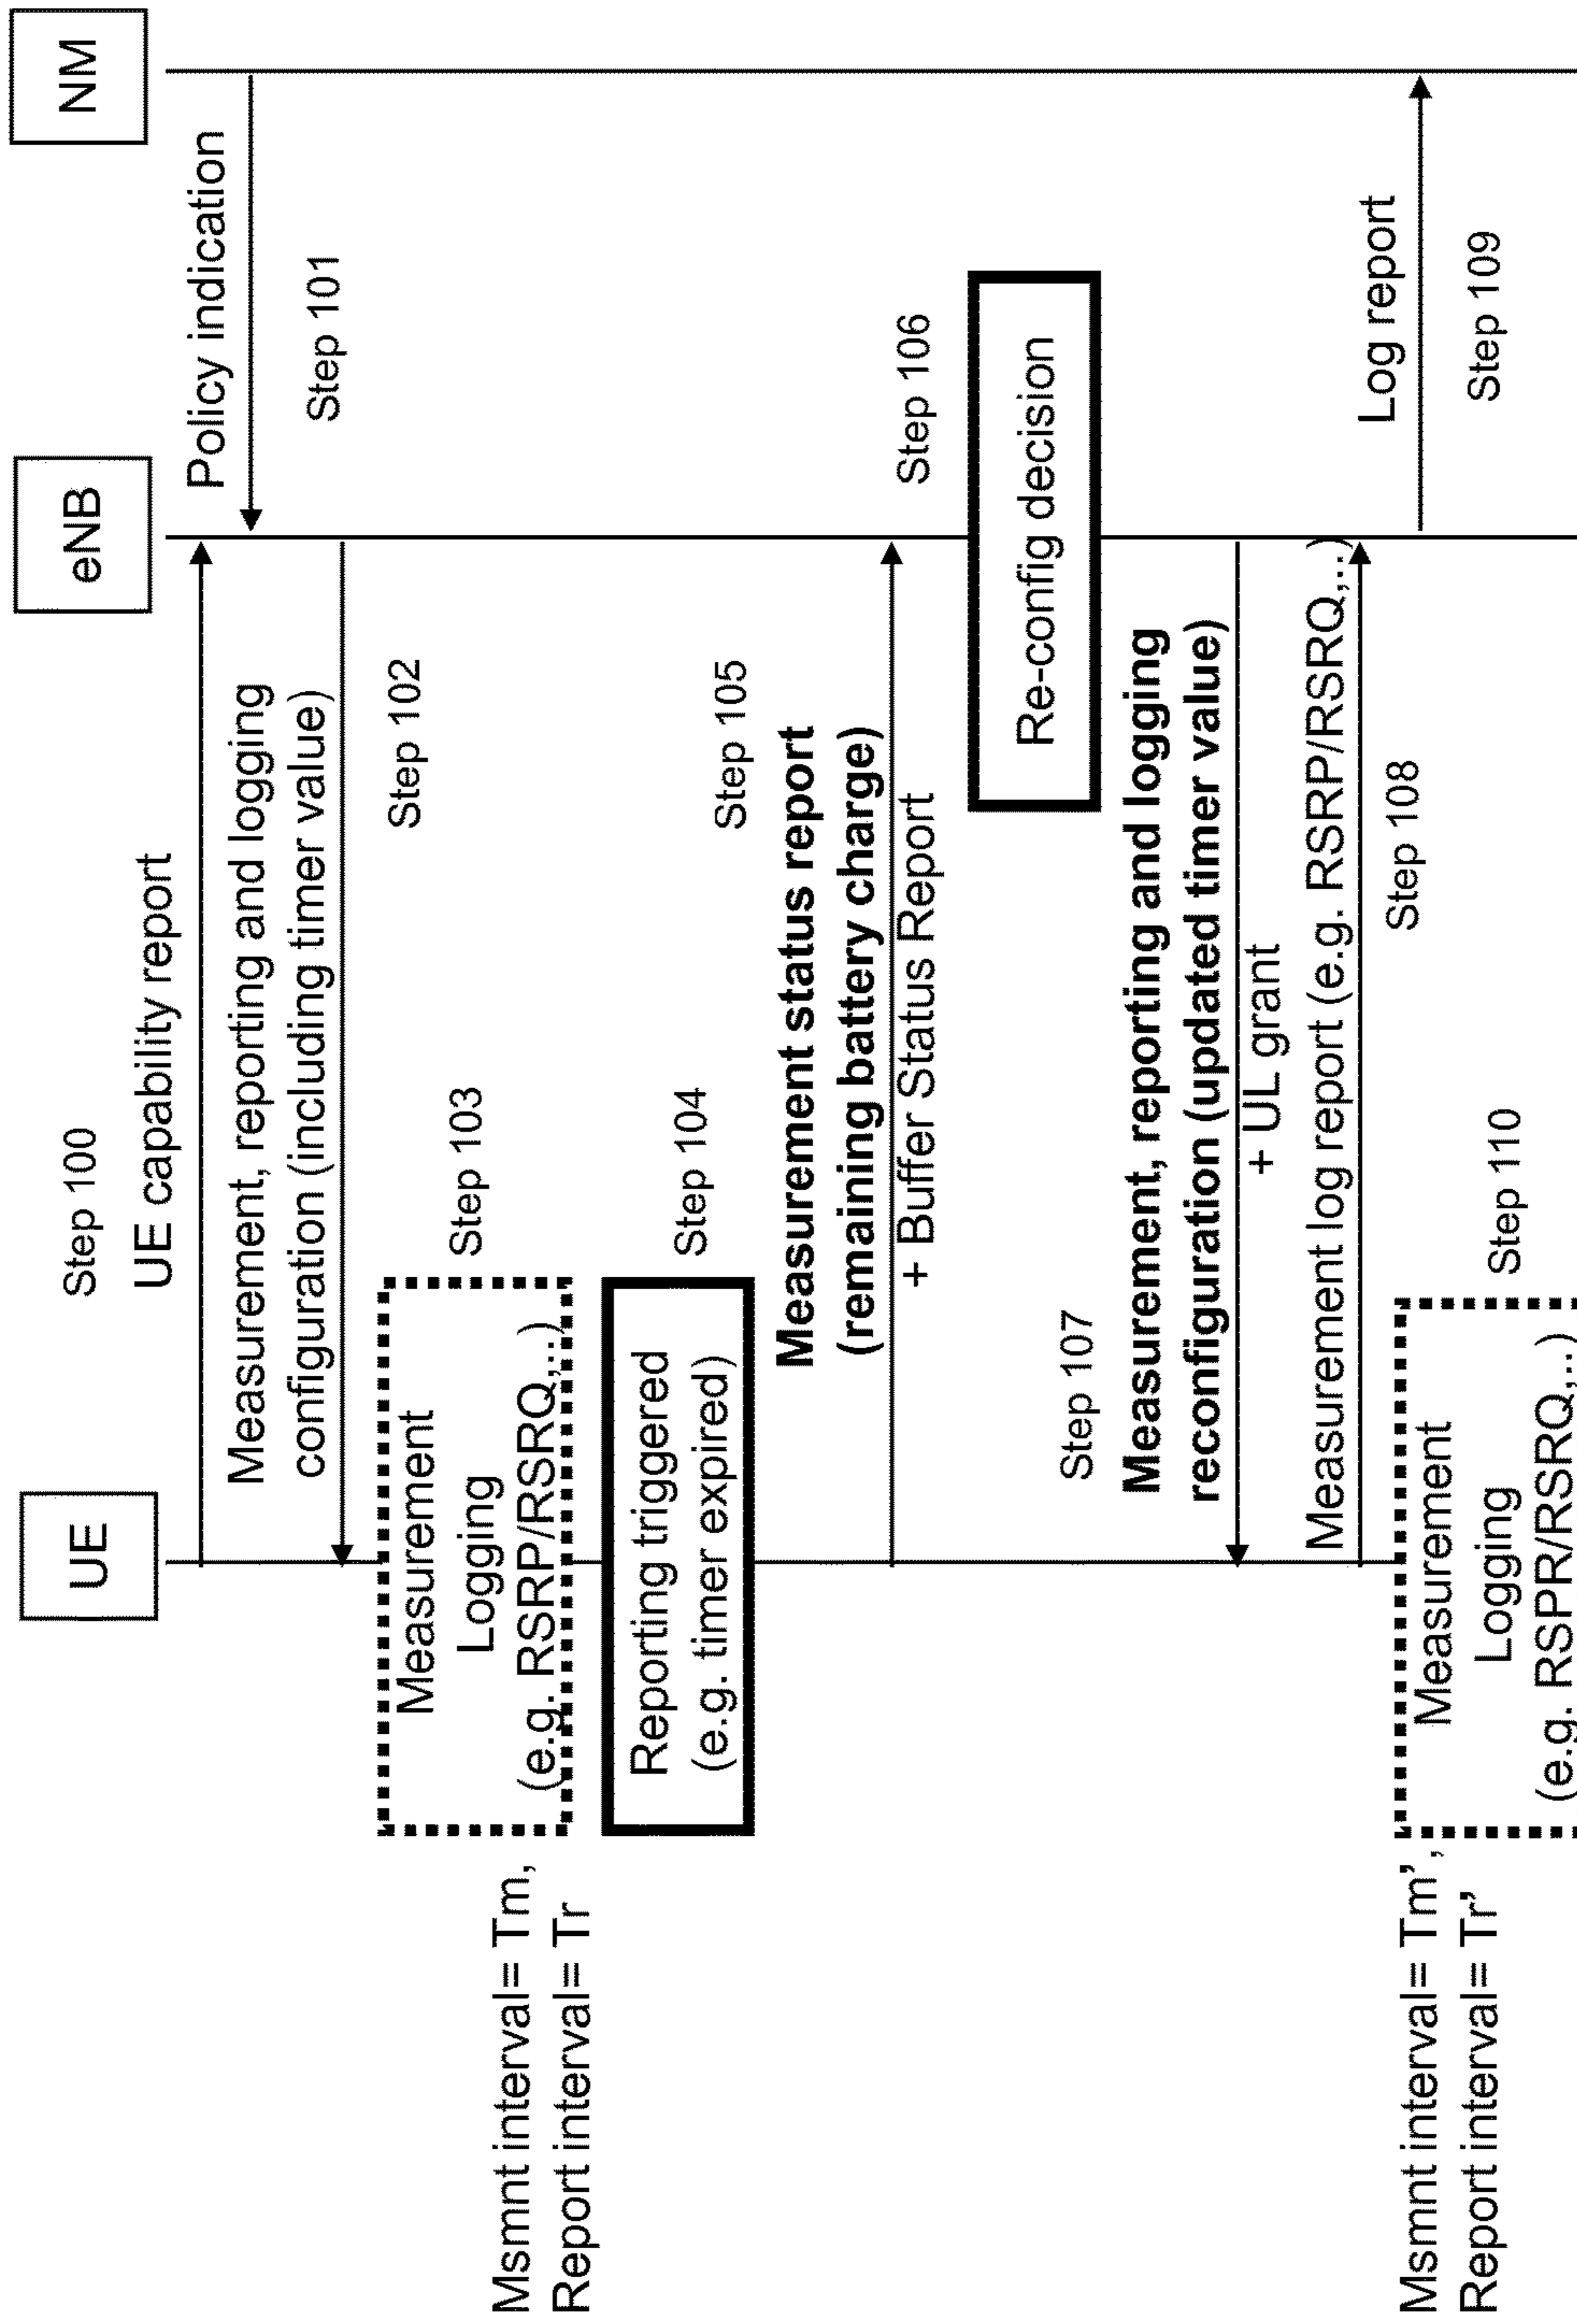 UE
eNB
NM
Step 100
UE capability report
Policy indication
Step 101
Measurement, reporting and logging
configuration (including timer value)
Step 102
Measurement
Logging
(e.g. RSRP/RSRQ,..)
Step 103
Msmnt interval= Tm,
Report interval= Tr
Reporting triggered
(e.g. timer expired)
Step 104
Step 105
Measurement status report
(remaining battery charge)
+ Buffer Status Report
Step 106
Re-config decision
Step 107
Measurement, reporting and logging
reconfiguration (updated timer value)
+ UL grant
Measurement log report (e.g. RSRP/RSRQ,..)
Step 108
Log report
Step 109
Measurement
Logging
(e.g. RSPR/RSRQ,..)
Step 110
Msmnt interval= Tm’,
Report interval= Tr’